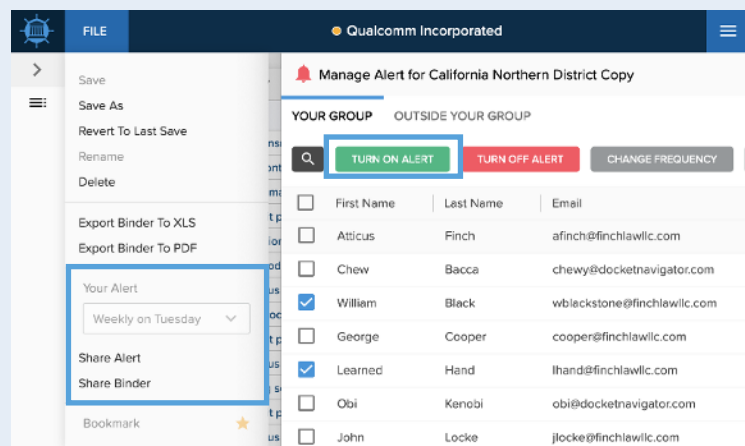 FILE
Qualcomm Incorporated
Save
Save As
Revert To Last Save
Rename
Delete
Export Binder To XLS
Export Binder To PDF
Your Alert
Weekly on Tuesday
Share Alert
Share Binder
Bookmark
Manage Alert for California Northern District Copy
YOUR GROUP OUTSIDE YOUR GROUP
TURN ON ALERT TURN OFF ALERT CHANGE FREQUENCY
First Name Last Name Email
Atticus Finch afinch@finchlawllc.com
Chew Bacca chewy@docketnavigator.com
William Black wblackstone@finchlawllc.com
George Cooper cooper@finchlawllc.com
Learned Hand lhand@finchlawllc.com
Obi Kenobi obi@docketnavigator.com
John Locke jlocke@finchlawllc.com